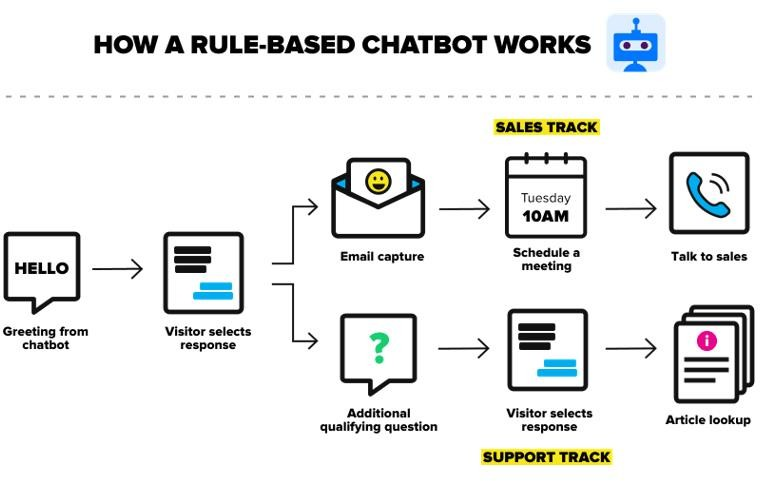 HOW A RULE-BASED CHATBOT WORKS
SALES TRACK
Tuesday
10AM
Email capture
Schedule a
meeting
Talk to sales
HELLO
Greeting from
chatbot
Visitor selects
response
?
i
Additional
qualifying question
Visitor selects
response
Article lookup
SUPPORT TRACK